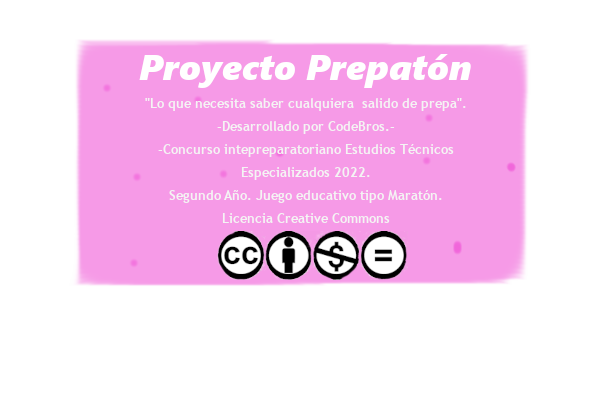 Proyecto Prepatón
"Lo que necesita saber cualquiera  salido de prepa".
-Desarrollado por CodeBros.-
-Concurso intepreparatoriano Estudios Técnicos
Especializados 2022.
Segundo Año. Juego educativo tipo Maratón.
Licencia Creative Commons
CC $ =